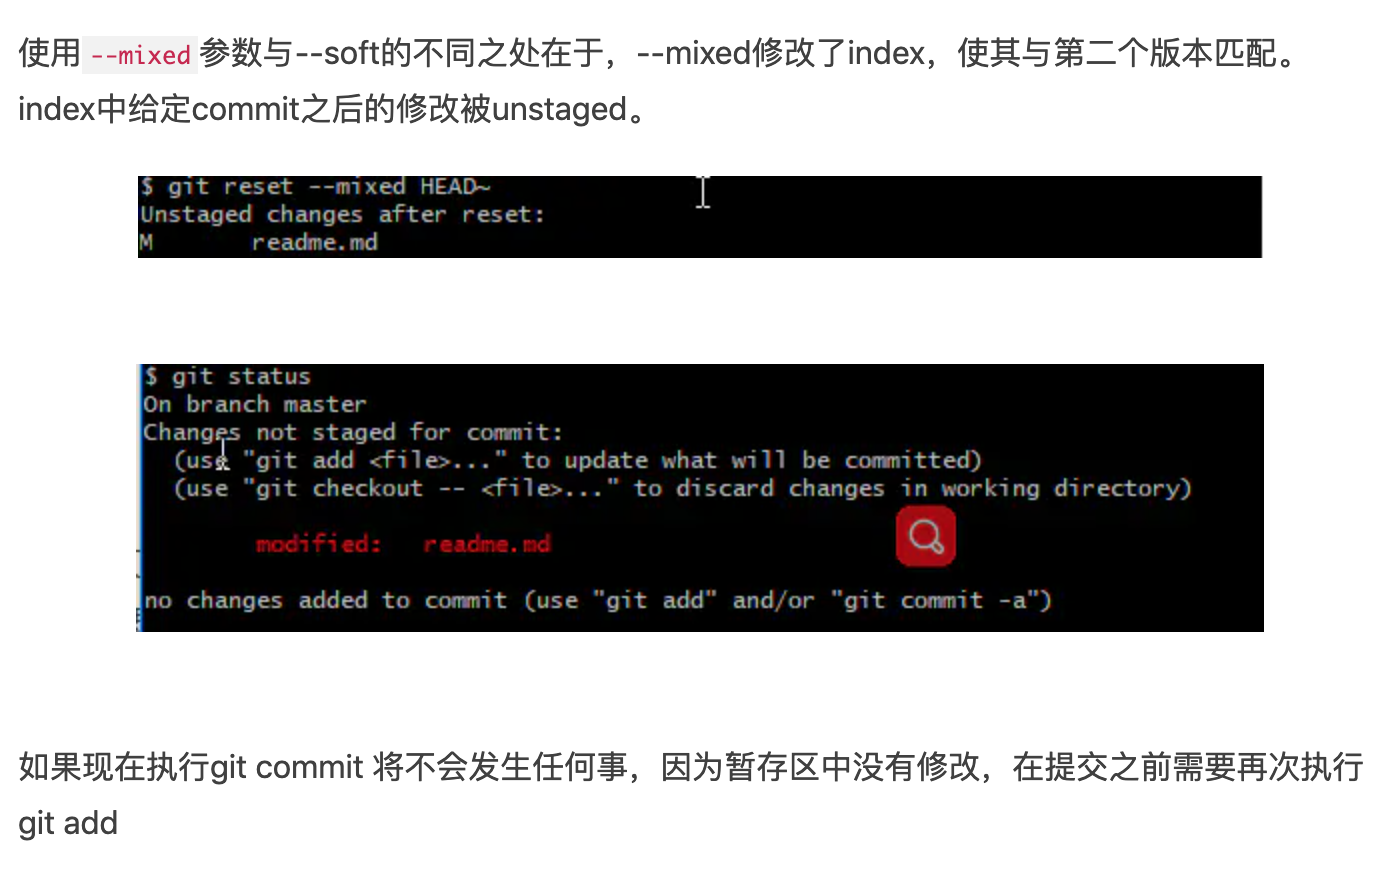 使用 --mixed 参数与--soft的不同之处在于，--mixed修改了index，使其与第二个版本匹配。
index中给定commit之后的修改被unstaged。
$ git reset --mixed HEAD~
Unstaged changes after reset:
M       readme.md
$ git status
On branch master
Changes not staged for commit:
  (use "git add <file>..." to update what will be committed)
  (use "git checkout -- <file>..." to discard changes in working directory)
        modified:   readme.md
no changes added to commit (use "git add" and/or "git commit -a")
如果现在执行git commit 将不会发生任何事，因为暂存区中没有修改，在提交之前需要再次执行
git add